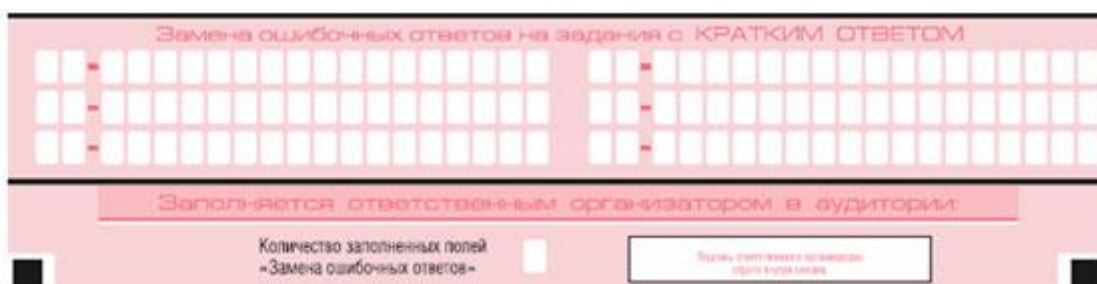 Замена ошибочных ответов на задания с КРАТКИМ ОТВЕТОМ
Заполняется ответственным организатором в аудитории:
Количество заполненных полей
«Замена ошибочных ответов»